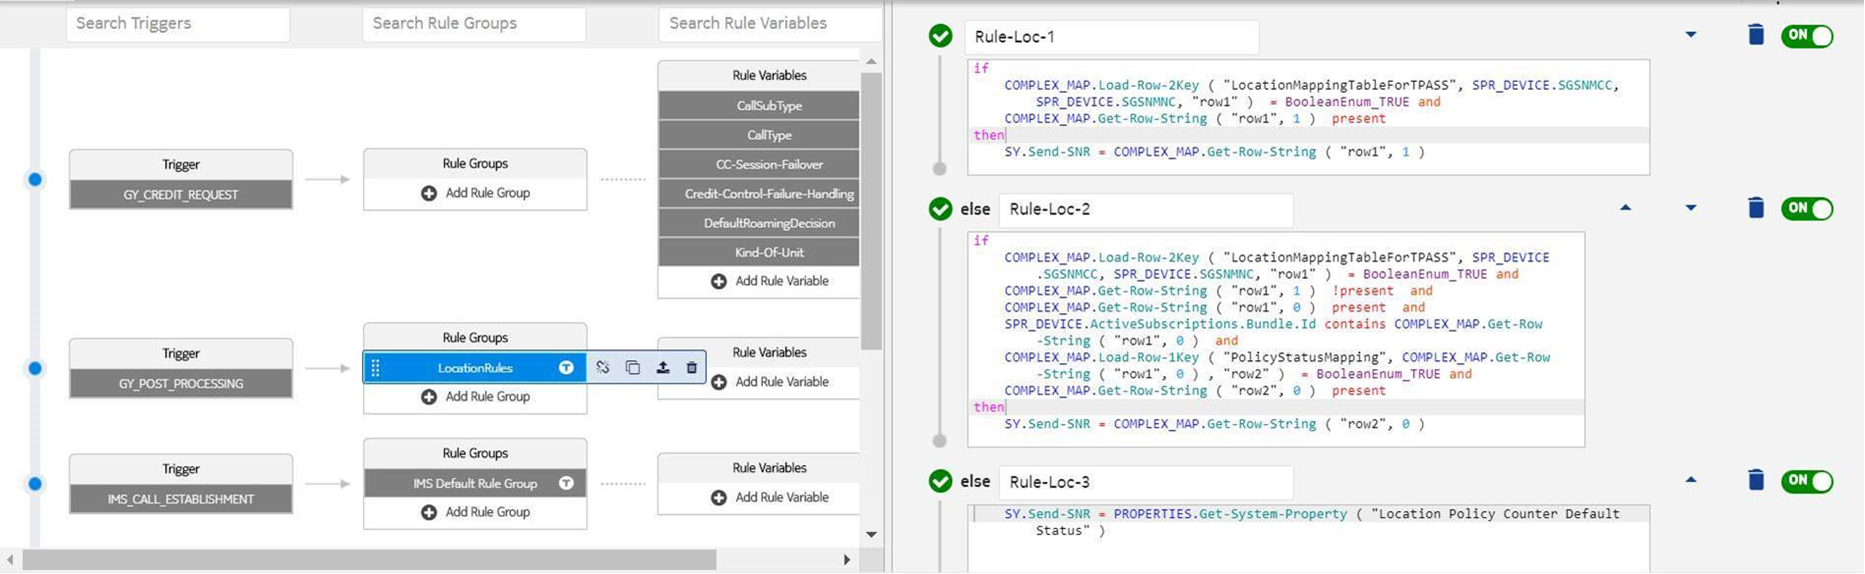 Search Triggers
Search Rule Groups
Search Rule Variables
Rule Variables
CallSubType
CallType
CC-Session-Failover
Credit-Control-Failure-Handling
DefaultRoamingDecision
Kind-Of-Unit
Add Rule Variable
Trigger
GY_CREDIT_REQUEST
Rule Groups
Add Rule Group
Trigger
GY_POST_PROCESSING
Rule Groups
LocationRules
T
Add Rule Group
Rule Variables
Add Rule Variable
Trigger
IMS_CALL_ESTABLISHMENT
Rule Groups
IMS Default Rule Group
T
Add Rule Group
Rule Variables
Add Rule Variable
Rule-Loc-1
ON
if
COMPLEX_MAP.Load-Row-2Key ( "LocationMappingTableForTPASS", SPR_DEVICE.SGSNMCC,
SPR_DEVICE.SGSNMNC, "row1" ) = BooleanEnum_TRUE and
COMPLEX_MAP.Get-Row-String ( "row1", 1 ) present
then
SY.Send-SNR = COMPLEX_MAP.Get-Row-String ( "row1", 1 )
else Rule-Loc-2
ON
if
COMPLEX_MAP.Load-Row-2Key ( "LocationMappingTableForTPASS", SPR_DEVICE
.SGSNMCC, SPR_DEVICE.SGSNMNC, "row1" ) = BooleanEnum_TRUE and
COMPLEX_MAP.Get-Row-String ( "row1", 1 ) !present and
COMPLEX_MAP.Get-Row-String ( "row1", 0 ) present and
SPR_DEVICE.ActiveSubscriptions.Bundle.Id contains COMPLEX_MAP.Get-Row
-String ( "row1", 0 ) and
COMPLEX_MAP.Load-Row-1Key ( "PolicyStatusMapping", COMPLEX_MAP.Get-Row
-String ( "row1", 0 ) , "row2" ) = BooleanEnum_TRUE and
COMPLEX_MAP.Get-Row-String ( "row2", 0 ) present
then
SY.Send-SNR = COMPLEX_MAP.Get-Row-String ( "row2", 0 )
else Rule-Loc-3
ON
SY.Send-SNR = PROPERTIES.Get-System-Property ( "Location Policy Counter Default
Status" )